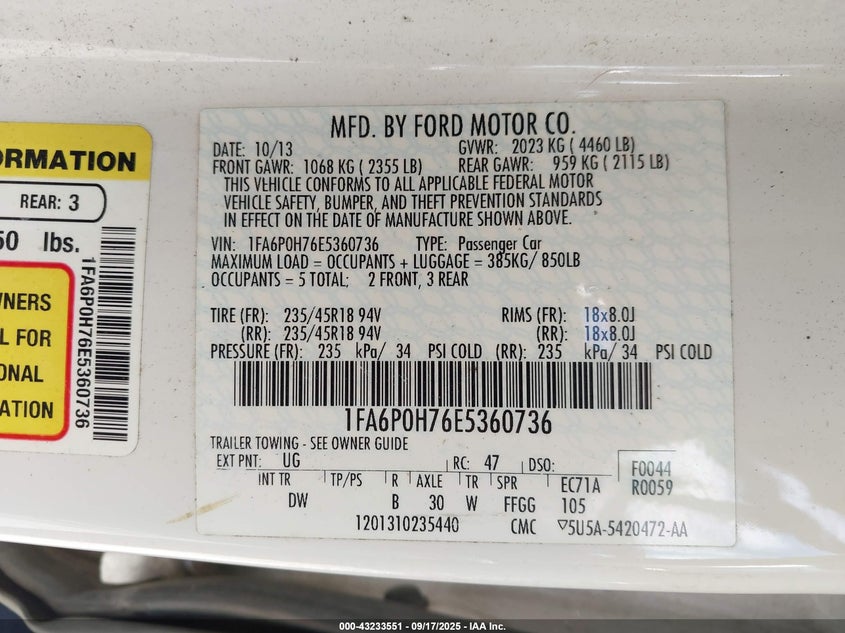 ORMATION
REAR: 3
50 lbs.
WNERS
L FOR
ONAL
ATION
1FA6P0H76E5360736
MFD. BY FORD MOTOR CO.
DATE: 10/13 GVWR: 2023 KG ( 4460 LB)
FRONT GAWR: 1068 KG ( 2355 LB) REAR GAWR: 959 KG ( 2115 LB)
THIS VEHICLE CONFORMS TO ALL APPLICABLE FEDERAL MOTOR
VEHICLE SAFETY, BUMPER, AND THEFT PREVENTION STANDARDS
IN EFFECT ON THE DATE OF MANUFACTURE SHOWN ABOVE.
VIN: 1FA6P0H76E5360736 TYPE: Passenger Car
MAXIMUM LOAD = OCCUPANTS + LUGGAGE = 385KG/ 850LB
OCCUPANTS = 5 TOTAL; 2 FRONT, 3 REAR
TIRE (FR): 235/45R18 94V RIMS (FR): 18x8.0J
(RR): 235/45R18 94V (RR): 18x8.0J
PRESSURE (FR): 235 kPa/ 34 PSI COLD (RR): 235 kPa/ 34 PSI COLD
1FA6P0H76E5360736
TRAILER TOWING - SEE OWNER GUIDE
EXT PNT: UG RC: 47 DSO: F0044
INT TR TP/PS R AXLE TR SPR EC71A R0059
DW B 30 W FFGG 105
1201310235440 CMC ▽5U5A-5420472-AA
000-43233551 - 09/17/2025 - IAA Inc.